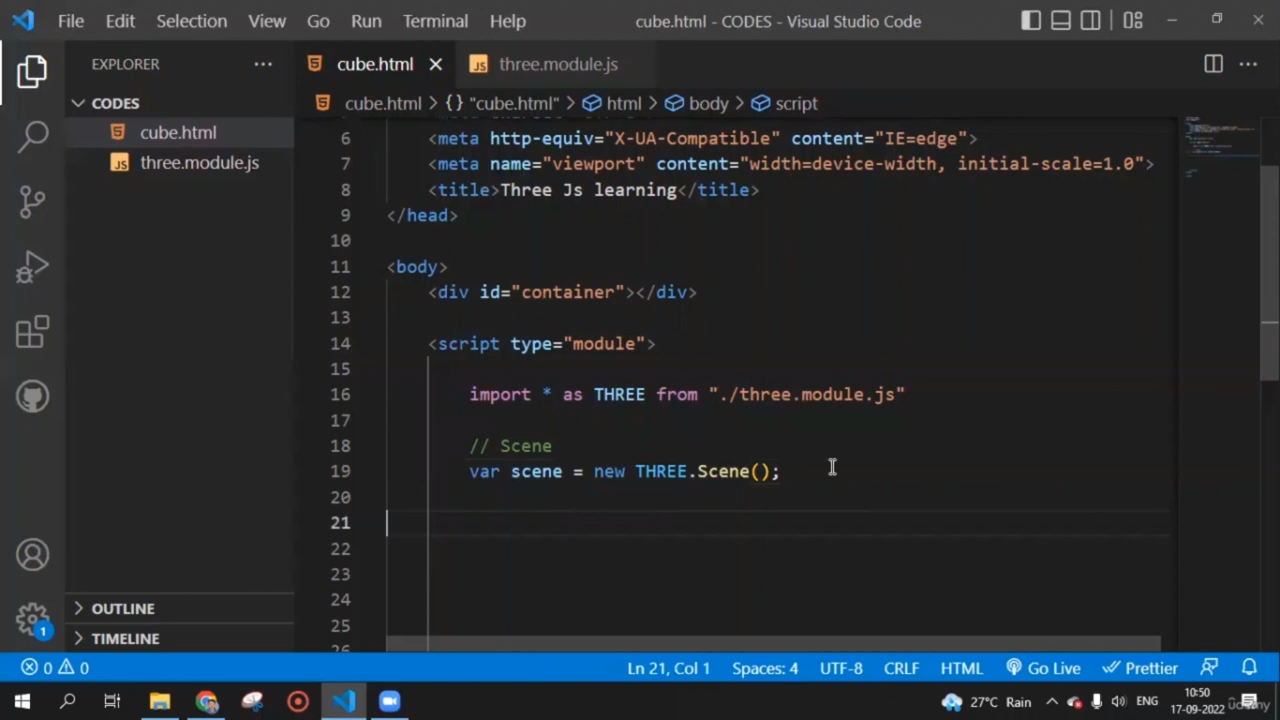 File Edit Selection View Go Run Terminal Help cube.html - CODES - Visual Studio Code
EXPLORER
cube.html
JS three.module.js
cube.html > {} "cube.html" > html > body > script
CODES
cube.html
JS three.module.js
6 <meta http-equiv="X-UA-Compatible" content="IE=edge">
7 <meta name="viewport" content="width=device-width, initial-scale=1.0">
8 <title>Three Js learning</title>
9 </head>
10
11 <body>
12 <div id="container"></div>
13
14 <script type="module">
15
16 import * as THREE from "./three.module.js"
17
18 // Scene
19 var scene = new THREE.Scene();
20
21
22
23
24
25
26
OUTLINE
TIMELINE
1
0 0 Ln 21, Col 1 Spaces: 4 UTF-8 CRLF HTML Go Live Prettier
27°C Rain ENG 10:50
17-09-2022
udemy